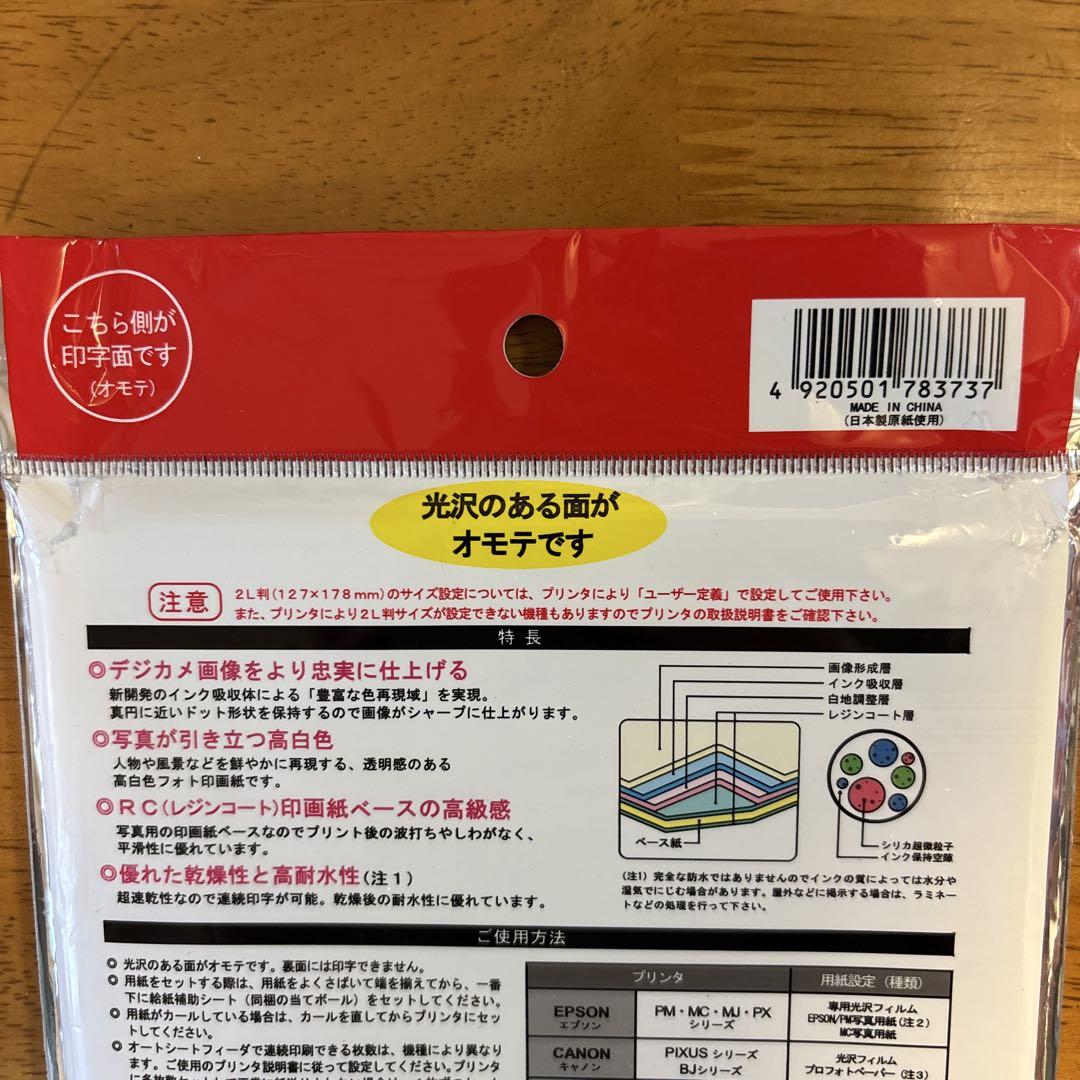 こちら側が
印字面です
(オモテ)
4 920501 783737
MADE IN CHINA
(日本製原紙使用)
光沢のある面が
オモテです
注意
2L判(127×178mm)のサイズ設定については、プリンタにより「ユーザー定義」で設定してご使用下さい。
また、プリンタにより2L判サイズが設定できない機種もありますのでプリンタの取扱説明書をご確認下さい。
特長
◎デジカメ画像をより忠実に仕上げる
新開発のインク吸収体による「豊富な色再現域」を実現。
真円に近いドット形状を保持するので画像がシャープに仕上がります。
◎写真が引き立つ高白色
人物や風景などを鮮やかに再現する、透明感のある
高白色フォト印画紙です。
◎RC(レジンコート)印画紙ベースの高級感
写真用の印画紙ベースなのでプリント後の波打ちやしわがなく、
平滑性に優れています。
◎優れた乾燥性と高耐水性(注1)
超速乾性なので連続印字が可能。乾燥後の耐水性に優れています。
画像形成層
インク吸収層
白地調整層
レジンコート層
ベース紙
シリカ超微粒子
インク保持空隙
(注1)完全な防水ではありませんのでインクの質によっては水分や
湿気でにじむ場合があります。屋外などに掲示する場合は、ラミネー
トなどの処理を行って下さい。
ご使用方法
◎ 光沢のある面がオモテです。裏面には印字できません。
◎ 用紙をセットする際は、用紙をよくさばいて端を揃えてから、一番
下に給紙補助シート(同梱の当てボール)をセットしてください。
◎ 用紙がカールしている場合は、カールを直してからプリンタにセッ
トしてください。
◎ オートシートフィーダで連続印刷できる枚数は、機種により異なり
ます。ご使用のプリンタ説明書に従って設定してください。プリンタ
プリンタ
用紙設定(種類)
EPSON
エプソン
PM・MC・MJ・PX
シリーズ
専用光沢フィルム
EPSON/PM写真用紙(注2)
MC写真用紙
CANON
キャノン
PIXUS シリーズ
BJシリーズ
光沢フィルム
プロフォトペーパー(注3)